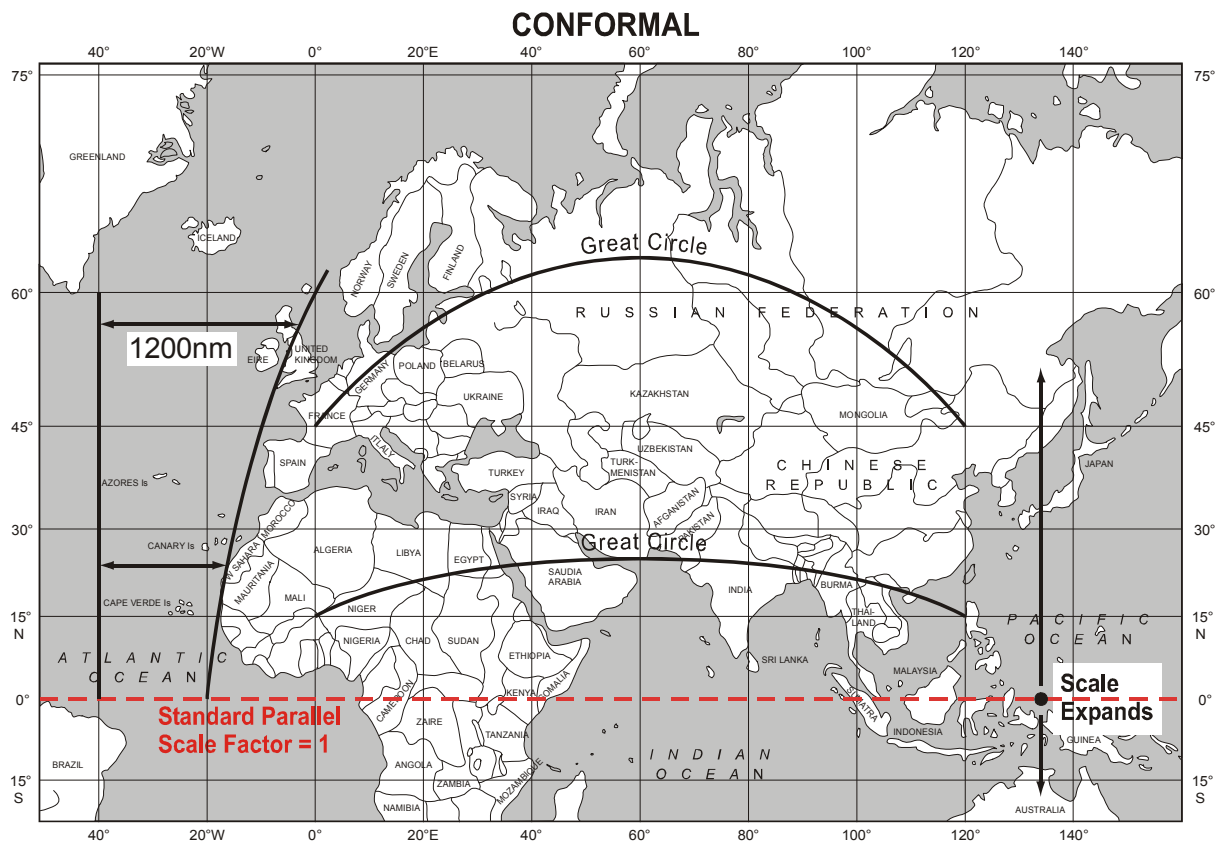 CONFORMAL
40° 20°W 0° 20°E 40° 60° 80° 100° 120° 140°
75° 75°
GREENLAND
ICELAND
NORWAY
SWEDEN
FINLAND
Great Circle
60° 60°
RUSSIAN FEDERATION
1200nm
EIRE
UNITED
KINGDOM
GERMANY
POLAND
BELARUS
UKRAINE
KAZAKHSTAN
FRANCE
MONGOLIA
45° 45°
ITLALY
SPAIN
UZBEKISTAN
TURKEY
TURK-
MENISTAN
CHINESE
REPUBLIC
JAPAN
AZORES Is
SYRIA
IRAQ
IRAN
AFGANISTAN
PAKISTAN
30° 30°
MOROCCO
CANARY Is
W SAHARA
ALGERIA
LIBYA
EGYPT
Great Circle
SAUDIA
ARABIA
MAURITANIA
INDIA
BURMA
CAPE VERDE Is
MALI
NIGER
THAI-
LAND
15° 15°
N N
PACIFIC
OCEAN
NIGERIA
CHAD
SUDAN
ETHIOPIA
ATLANTIC
OCEAN
SRI LANKA
MALAYSIA
CAMEROON
KENYA
SOMALIA
SUMATRA
Scale
Expands
0° 0°
Standard Parallel
Scale Factor = 1
ZAIRE
TANZANIA
INDONESIA
GUINEA
BRAZIL
ANGOLA
INDIAN
OCEAN
ZAMBIA
MOZAMBIQUE
15° 15°
S S
NAMIBIA
AUSTRALIA
40° 20°W 0° 20°E 40° 60° 80° 100° 120° 140°